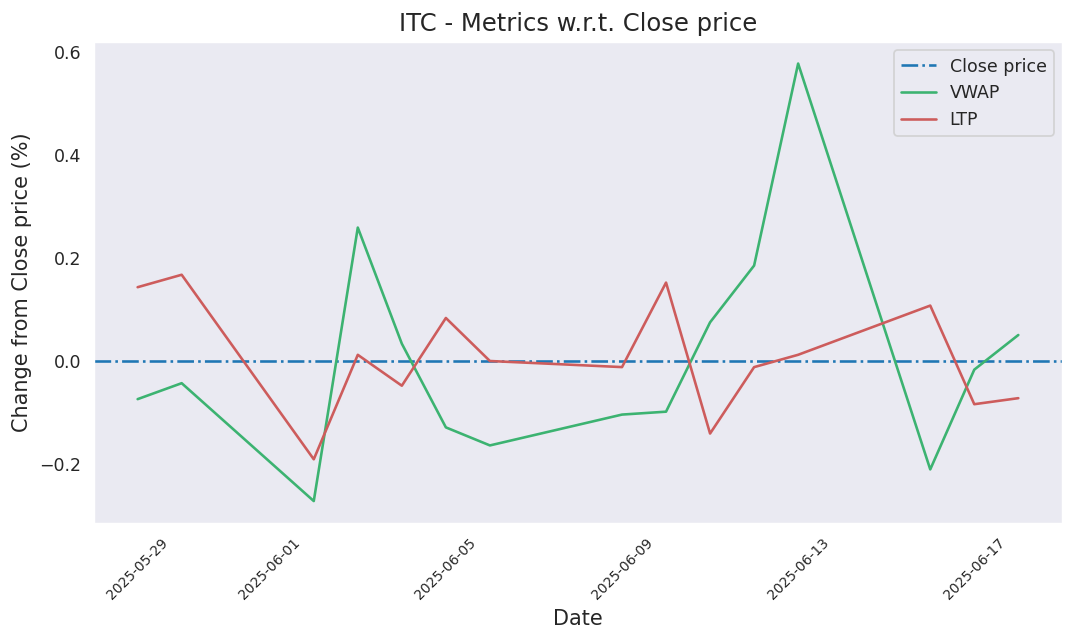 ITC - Metrics w.r.t. Close price
Change from Close price (%)
0.6
0.4
0.2
0.0
−0.2
Close price
VWAP
LTP
2025-05-29
2025-06-01
2025-06-05
2025-06-09
2025-06-13
2025-06-17
Date